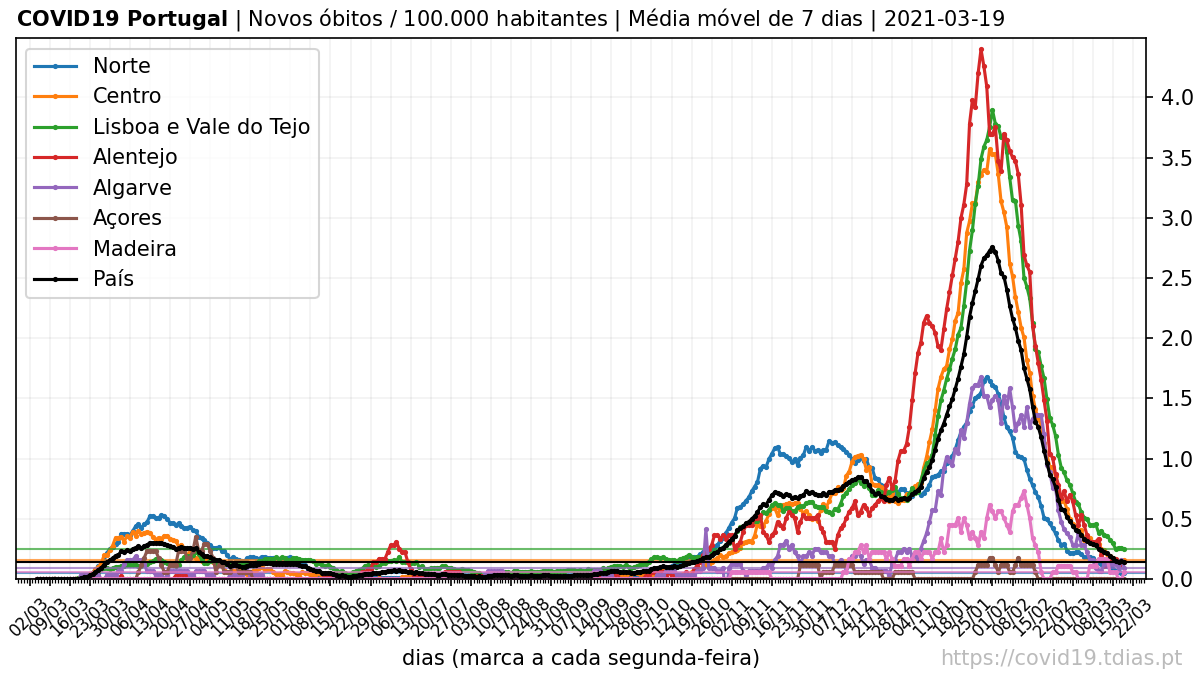 COVID19 Portugal | Novos óbitos / 100.000 habitantes | Média móvel de 7 dias | 2021-03-19
Norte
Centro
Lisboa e Vale do Tejo
Alentejo
Algarve
Açores
Madeira
País
4.0
3.5
3.0
2.5
2.0
1.5
1.0
0.5
0.0
02/03 09/03 16/03 23/03 30/03 06/04 13/04 20/04 27/04 04/05 11/05 18/05 25/05 01/06 08/06 15/06 22/06 29/06 06/07 13/07 20/07 27/07 03/08 10/08 17/08 24/08 31/08 07/09 14/09 21/09 28/09 05/10 12/10 19/10 26/10 02/11 09/11 16/11 23/11 30/11 07/12 14/12 21/12 28/12 04/01 11/01 18/01 25/01 01/02 08/02 15/02 22/02 01/03 08/03 15/03 22/03
dias (marca a cada segunda-feira)
https://covid19.tdias.pt